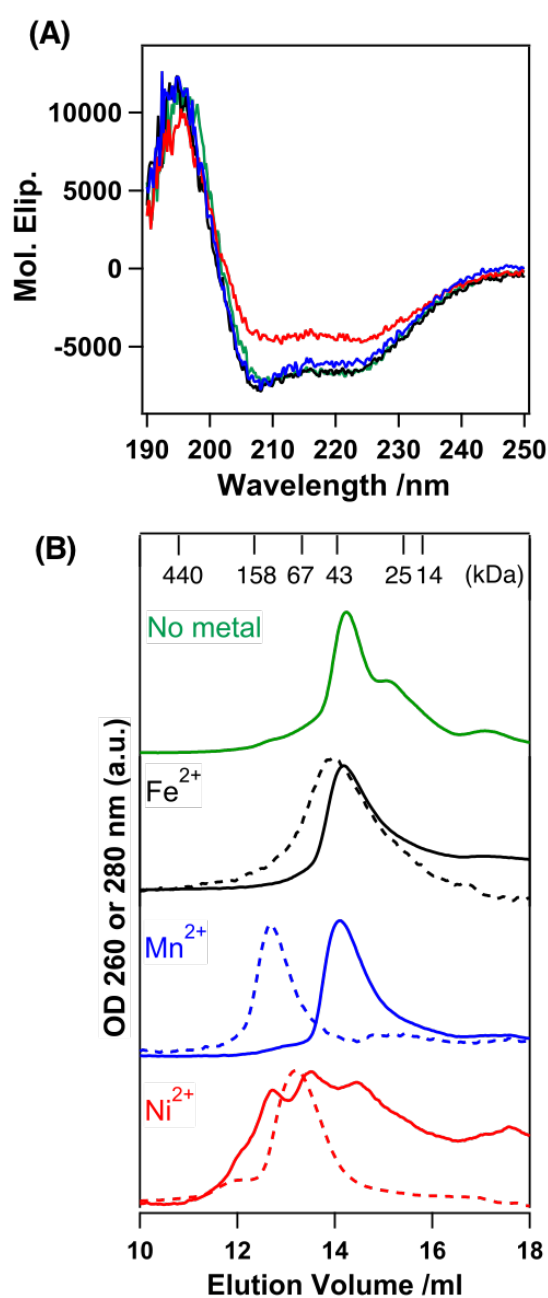 (A)
10000
5000
0
-5000
Mol. Elip.
190 200 210 220 230 240 250
Wavelength /nm
(B)
440 158 67 43 25 14 (kDa)
No metal
Fe2+
Mn2+
Ni2+
OD 260 or 280 nm (a.u.)
10 12 14 16 18
Elution Volume /ml